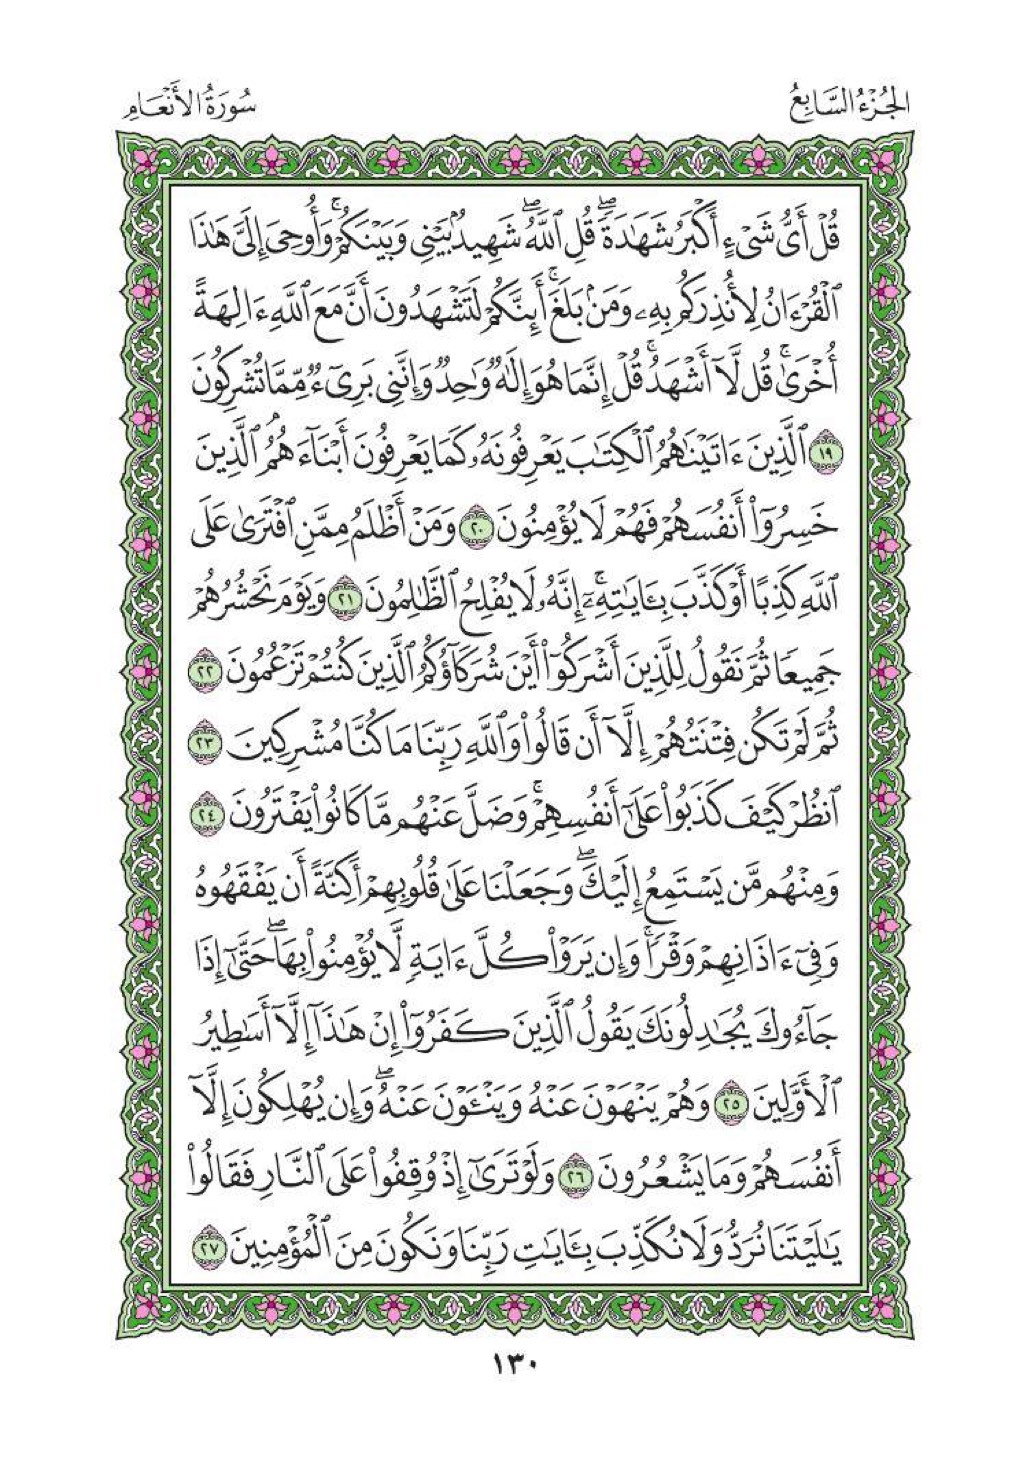 الجُزْءُ السَّابِعُ
سُورَةُ الأَنْعَامِ
قُلْ أَىُّ شَىْءٍ أَكْبَرُ شَهَٰدَةًۖ قُلِ ٱللَّهُۖ شَهِيدٌۢ بَيْنِى وَبَيْنَكُمْۚ وَأُوحِىَ إِلَىَّ هَٰذَا
ٱلْقُرْءَانُ لِأُنذِرَكُم بِهِۦ وَمَنۢ بَلَغَۚ أَئِنَّكُمْ لَتَشْهَدُونَ أَنَّ مَعَ ٱللَّهِ ءَالِهَةً
أُخْرَىٰۚ قُل لَّآ أَشْهَدُۚ قُلْ إِنَّمَا هُوَ إِلَٰهٌ وَٰحِدٌ وَإِنَّنِى بَرِىٓءٌ مِّمَّا تُشْرِكُونَ
١٩ ٱلَّذِينَ ءَاتَيْنَٰهُمُ ٱلْكِتَٰبَ يَعْرِفُونَهُۥ كَمَا يَعْرِفُونَ أَبْنَآءَهُمُۘ ٱلَّذِينَ
خَسِرُوٓا۟ أَنفُسَهُمْ فَهُمْ لَا يُؤْمِنُونَ ٢٠ وَمَنْ أَظْلَمُ مِمَّنِ ٱفْتَرَىٰ عَلَى
ٱللَّهِ كَذِبًا أَوْ كَذَّبَ بِـَٔايَٰتِهِۦٓۚ إِنَّهُۥ لَا يُفْلِحُ ٱلظَّٰلِمُونَ ٢١ وَيَوْمَ نَحْشُرُهُمْ
جَمِيعًا ثُمَّ نَقُولُ لِلَّذِينَ أَشْرَكُوٓا۟ أَيْنَ شُرَكَآؤُكُمُ ٱلَّذِينَ كُنتُمْ تَزْعُمُونَ ٢٢
ثُمَّ لَمْ تَكُن فِتْنَتُهُمْ إِلَّآ أَن قَالُوا۟ وَٱللَّهِ رَبِّنَا مَا كُنَّا مُشْرِكِينَ ٢٣
ٱنظُرْ كَيْفَ كَذَبُوا۟ عَلَىٰٓ أَنفُسِهِمْۚ وَضَلَّ عَنْهُم مَّا كَانُوا۟ يَفْتَرُونَ ٢٤
وَمِنْهُم مَّن يَسْتَمِعُ إِلَيْكَۖ وَجَعَلْنَا عَلَىٰ قُلُوبِهِمْ أَكِنَّةً أَن يَفْقَهُوهُ
وَفِىٓ ءَاذَانِهِمْ وَقْرًاۚ وَإِن يَرَوْا۟ كُلَّ ءَايَةٍ لَّا يُؤْمِنُوا۟ بِهَاۖ حَتَّىٰٓ إِذَا
جَآءُوكَ يُجَٰدِلُونَكَ يَقُولُ ٱلَّذِينَ كَفَرُوٓا۟ إِنْ هَٰذَآ إِلَّآ أَسَٰطِيرُ
ٱلْأَوَّلِينَ ٢٥ وَهُمْ يَنْهَوْنَ عَنْهُ وَيَنْـَٔوْنَ عَنْهُۖ وَإِن يُهْلِكُونَ إِلَّآ
أَنفُسَهُمْ وَمَا يَشْعُرُونَ ٢٦ وَلَوْ تَرَىٰٓ إِذْ وُقِفُوا۟ عَلَى ٱلنَّارِ فَقَالُوا۟
يَٰلَيْتَنَا نُرَدُّ وَلَا نُكَذِّبَ بِـَٔايَٰتِ رَبِّنَا وَنَكُونَ مِنَ ٱلْمُؤْمِنِينَ ٢٧
١٣٠